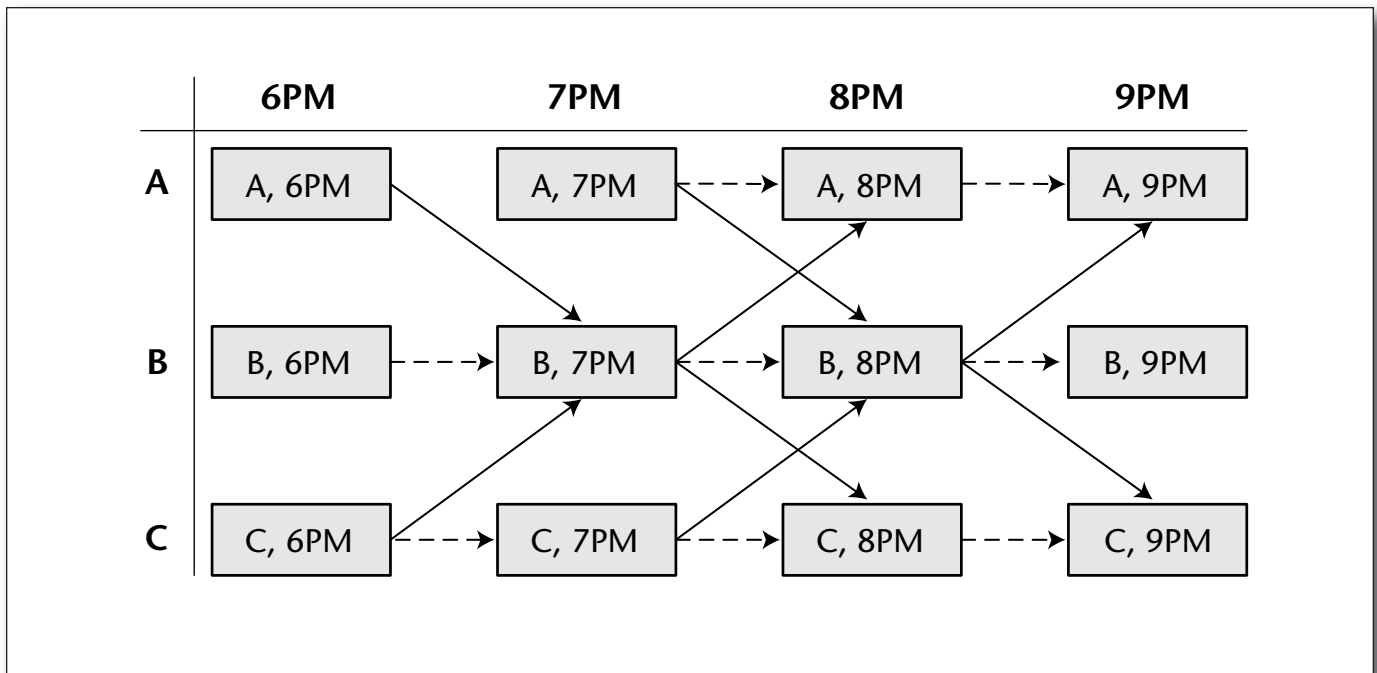 6PM 7PM 8PM 9PM
A A, 6PM A, 7PM A, 8PM A, 9PM
B B, 6PM B, 7PM B, 8PM B, 9PM
C C, 6PM C, 7PM C, 8PM C, 9PM